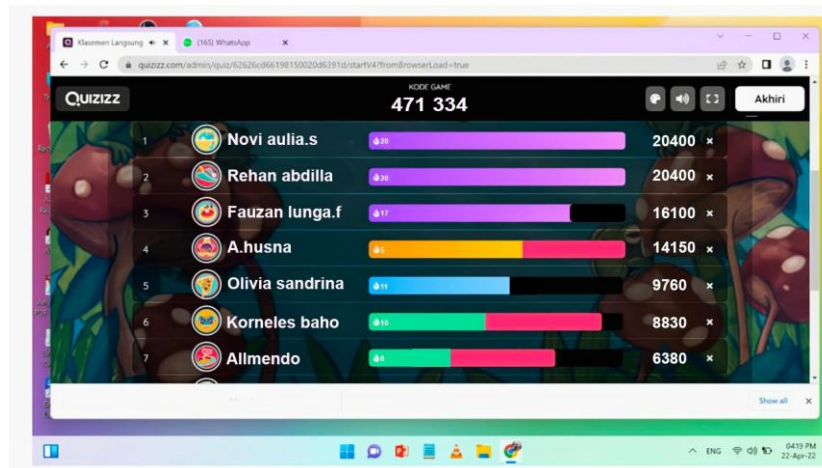 Klasemen Langsung
(165) WhatsApp
quizizz.com/admin/quiz/62626cd66198150020d6391d/startV4?fromBrowserLoad=true
Quizizz
KODE GAME
471 334
Akhiri
1 Novi aulia.s 20 20400 ×
2 Rehan abdilla 20 20400 ×
3 Fauzan lunga.f 17 16100 ×
4 A.husna 14150 ×
5 Olivia sandrina 11 9760 ×
6 Korneles baho 10 8830 ×
7 Allmendo 6380 ×
Show all
ENG
04:19 PM
22-Apr-22